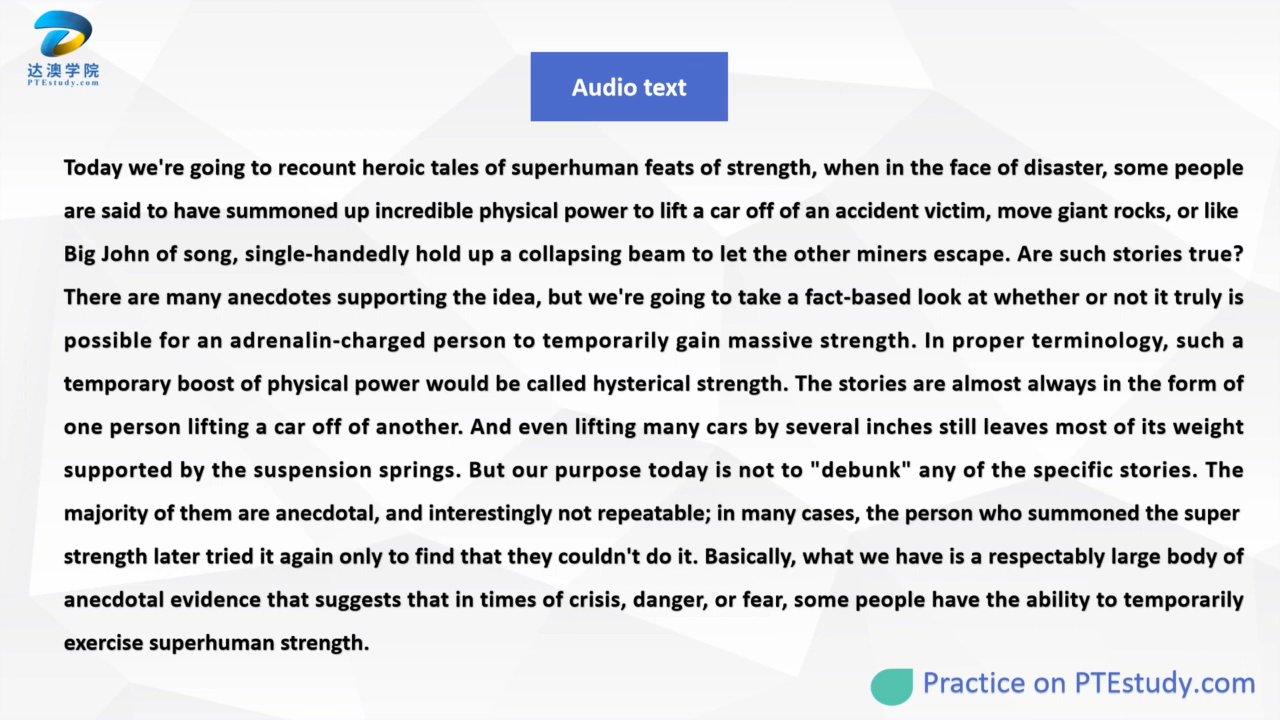 达澳学院
PTEstudy.com
Audio text
Today we're going to recount heroic tales of superhuman feats of strength, when in the face of disaster, some people
are said to have summoned up incredible physical power to lift a car off of an accident victim, move giant rocks, or like
Big John of song, single-handedly hold up a collapsing beam to let the other miners escape. Are such stories true?
There are many anecdotes supporting the idea, but we're going to take a fact-based look at whether or not it truly is
possible for an adrenalin-charged person to temporarily gain massive strength. In proper terminology, such a
temporary boost of physical power would be called hysterical strength. The stories are almost always in the form of
one person lifting a car off of another. And even lifting many cars by several inches still leaves most of its weight
supported by the suspension springs. But our purpose today is not to "debunk" any of the specific stories. The
majority of them are anecdotal, and interestingly not repeatable; in many cases, the person who summoned the super
strength later tried it again only to find that they couldn't do it. Basically, what we have is a respectably large body of
anecdotal evidence that suggests that in times of crisis, danger, or fear, some people have the ability to temporarily
exercise superhuman strength.
Practice on PTEstudy.com